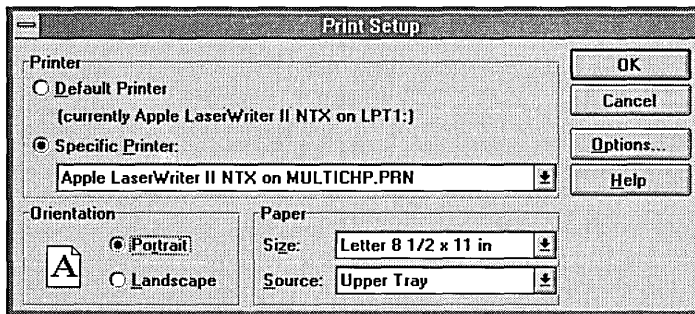 Print Setup
Printer
Default Printer
(currently Apple LaserWriter II NTX on LPT1:)
Specific Printer:
Apple LaserWriter II NTX on MULTICHP.PRN
OK
Cancel
Options...
Help
Orientation
A
Portrait
Landscape
Paper
Size: Letter 8 1/2 x 11 in
Source: Upper Tray